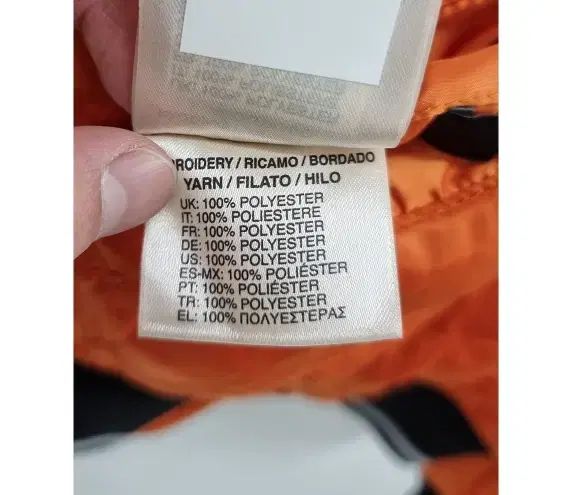 ROIDERY / RICAMO / BORDADO
YARN / FILATO / HILO
UK: 100% POLYESTER
IT: 100% POLIESTERE
FR: 100% POLYESTER
DE: 100% POLYESTER
US: 100% POLYESTER
ES-MX: 100% POLIÉSTER
PT: 100% POLIÉSTER
TR: 100% POLYESTER
EL: 100% ΠΟΛΥΕΣΤΕΡΑΣ